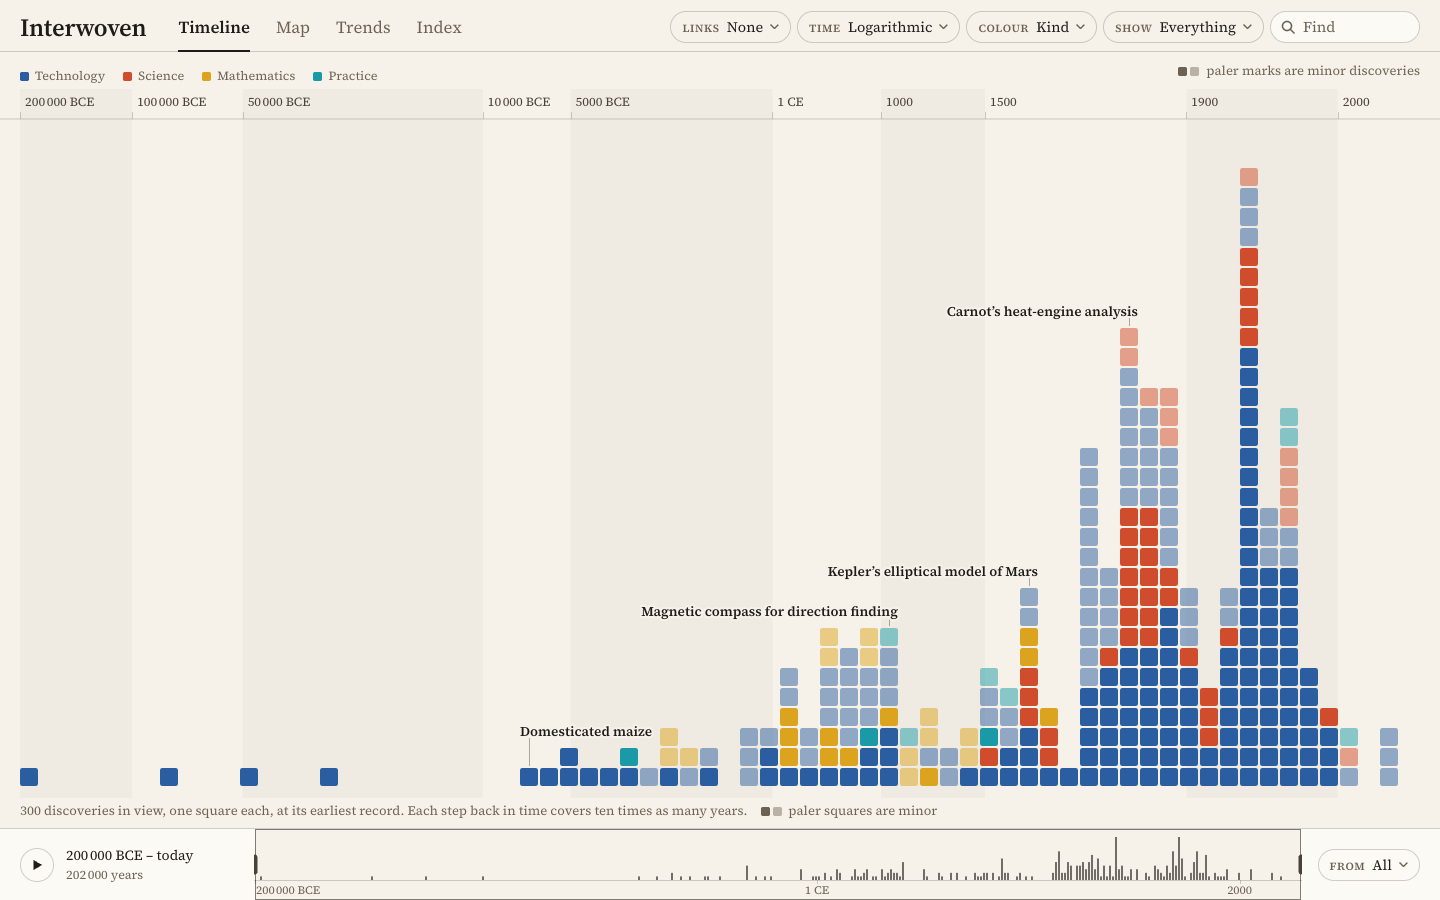 Interwoven Timeline Map Trends Index LINKS None TIME Logarithmic COLOUR Kind SHOW Everything Find
Technology Science Mathematics Practice paler marks are minor discoveries
200 000 BCE 100 000 BCE 50 000 BCE 10 000 BCE 5000 BCE 1 CE 1000 1500 1900 2000
Carnot’s heat-engine analysis
Kepler’s elliptical model of Mars
Magnetic compass for direction finding
Domesticated maize
300 discoveries in view, one square each, at its earliest record. Each step back in time covers ten times as many years. paler squares are minor
200 000 BCE – today
202 000 years
FROM All
200 000 BCE 1 CE 2000